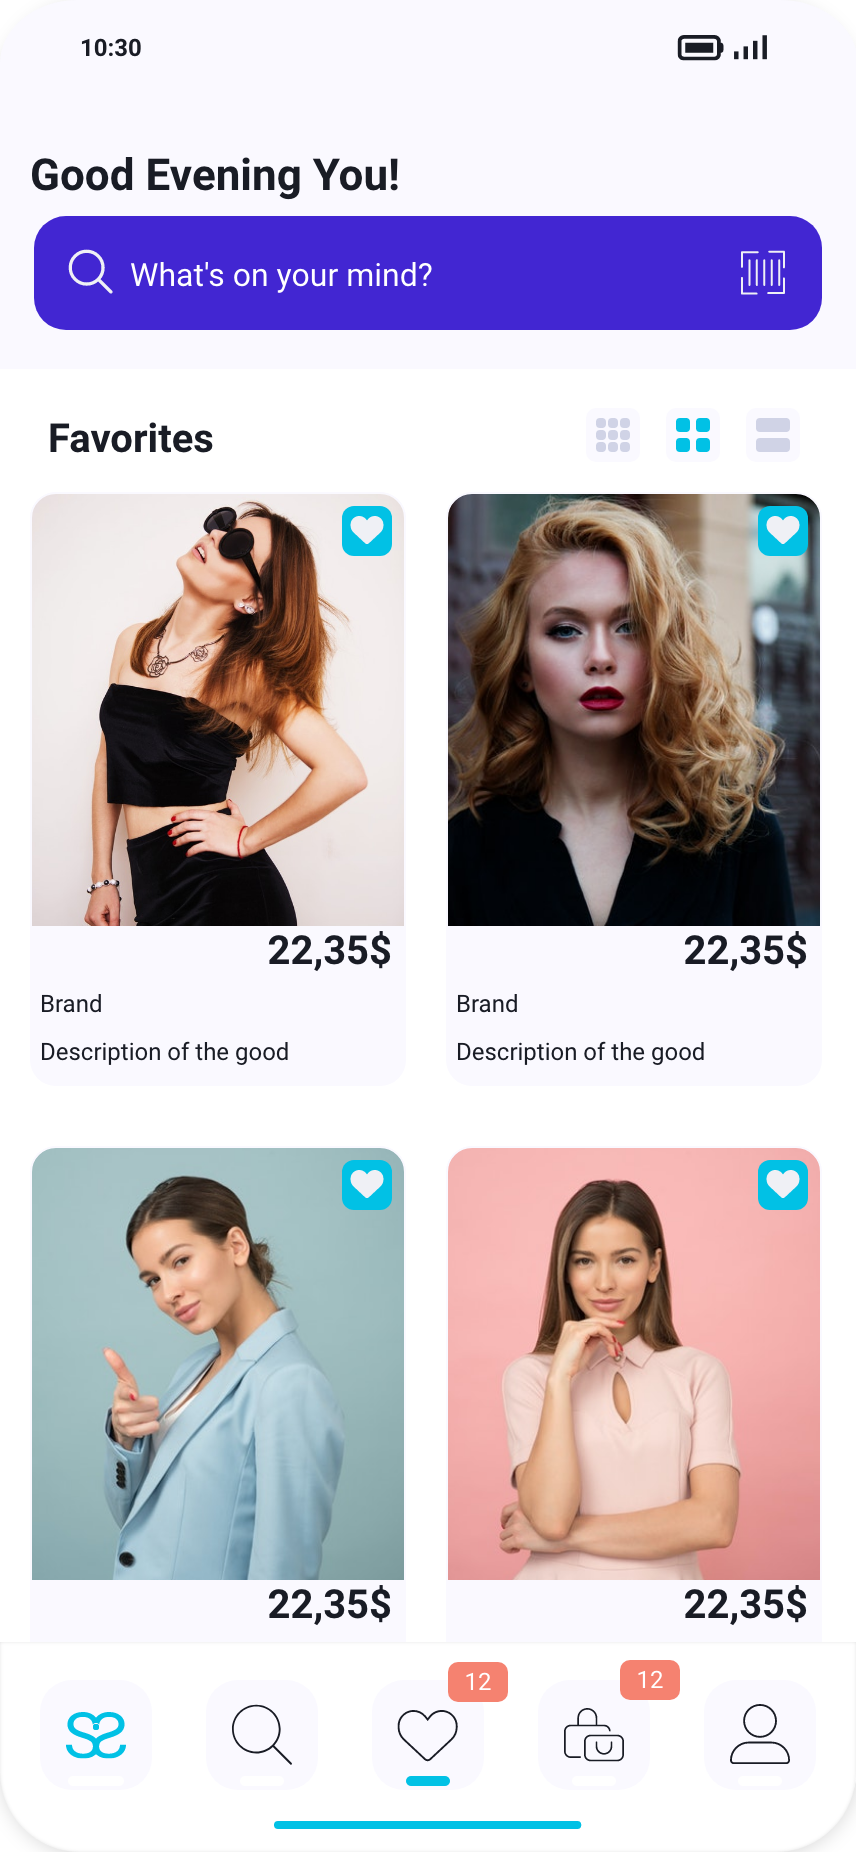 10:30
Good Evening You!
What's on your mind?
Favorites
22,35$
Brand
Description of the good
22,35$
Brand
Description of the good
22,35$
22,35$
12
12